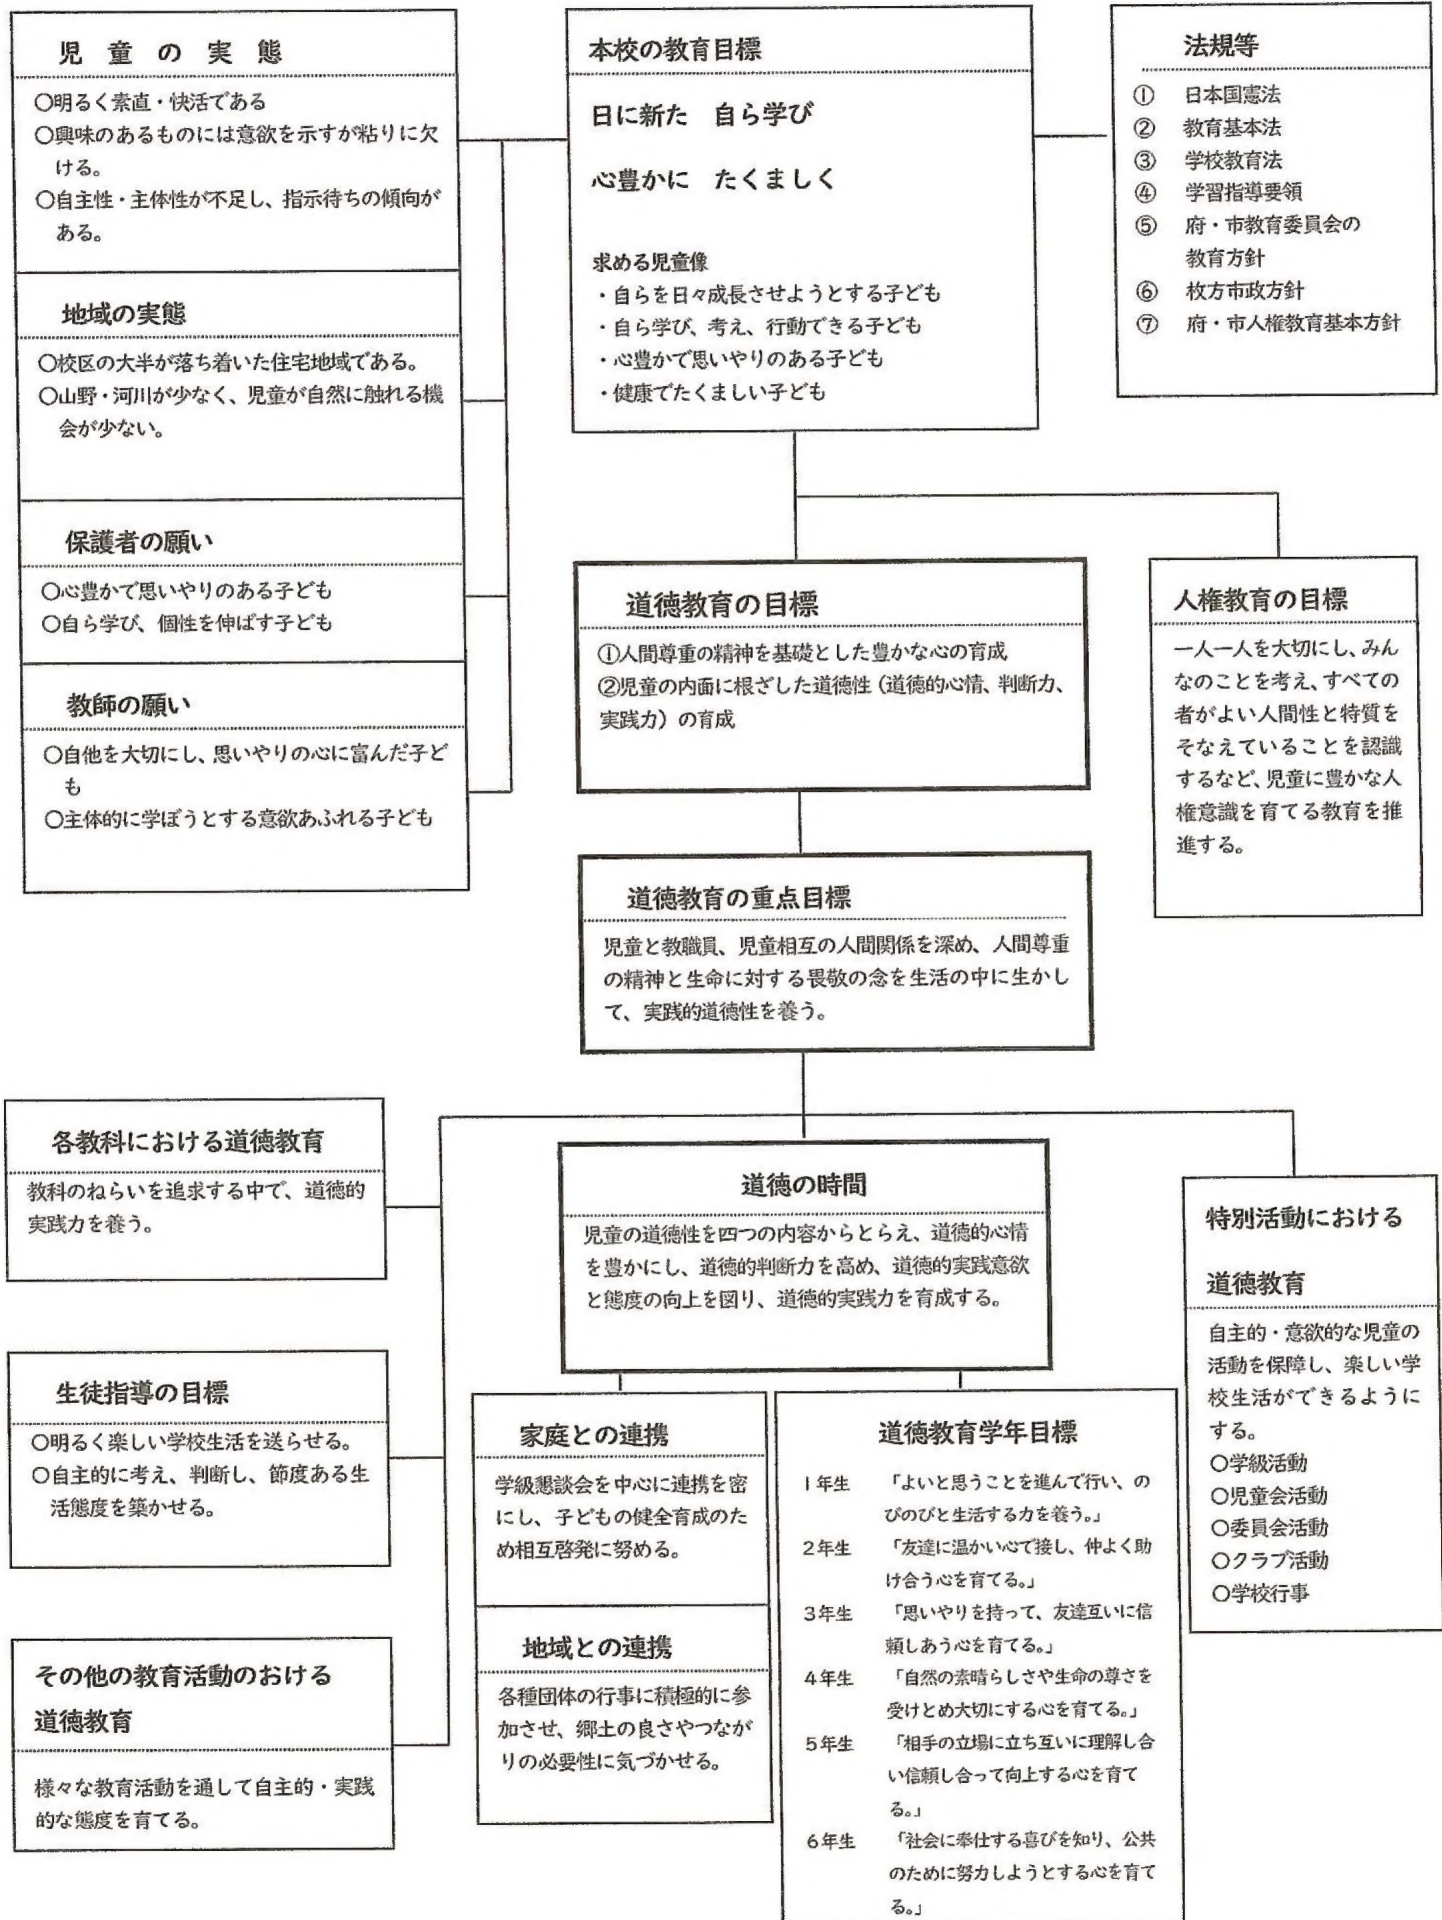 児童の実態
○明るく素直・快活である
○興味のあるものには意欲を示すが粘りに欠
ける。
○自主性・主体性が不足し、指示待ちの傾向が
ある。
地域の実態
○校区の大半が落ち着いた住宅地域である。
○山野・河川が少なく、児童が自然に触れる機
会が少ない。
保護者の願い
○心豊かで思いやりのある子ども
○自ら学び、個性を伸ばす子ども
教師の願い
○自他を大切にし、思いやりの心に富んだ子ど
も
○主体的に学ぼうとする意欲あふれる子ども
本校の教育目標
日に新た 自ら学び
心豊かに たくましく
求める児童像
・自らを日々成長させようとする子ども
・自ら学び、考え、行動できる子ども
・心豊かで思いやりのある子ども
・健康でたくましい子ども
法規等
① 日本国憲法
② 教育基本法
③ 学校教育法
④ 学習指導要領
⑤ 府・市教育委員会の
教育方針
⑥ 枚方市政方針
⑦ 府・市人権教育基本方針
道徳教育の目標
①人間尊重の精神を基礎とした豊かな心の育成
②児童の内面に根ざした道徳性（道徳的心情、判断力、
実践力）の育成
人権教育の目標
一人一人を大切にし、みん
なのことを考え、すべての
者がよい人間性と特質を
そなえていることを認識
するなど、児童に豊かな人
権意識を育てる教育を推
進する。
道徳教育の重点目標
児童と教職員、児童相互の人間関係を深め、人間尊重
の精神と生命に対する畏敬の念を生活の中に生かし
て、実践的道徳性を養う。
各教科における道徳教育
教科のねらいを追求する中で、道徳的
実践力を養う。
生徒指導の目標
○明るく楽しい学校生活を送らせる。
○自主的に考え、判断し、節度ある生
活態度を築かせる。
その他の教育活動のおける
道徳教育
様々な教育活動を通して自主的・実践
的な態度を育てる。
道徳の時間
児童の道徳性を四つの内容からとらえ、道徳的心情
を豊かにし、道徳的判断力を高め、道徳的実践意欲
と態度の向上を図り、道徳的実践力を育成する。
家庭との連携
学級懇談会を中心に連携を密
にし、子どもの健全育成のた
め相互啓発に努める。
地域との連携
各種団体の行事に積極的に参
加させ、郷土の良さやつなが
りの必要性に気づかせる。
道徳教育学年目標
1年生 「よいと思うことを進んで行い、の
びのびと生活する力を養う。」
2年生 「友達に温かい心で接し、仲よく助
け合う心を育てる。」
3年生 「思いやりを持って、友達互いに信
頼しあう心を育てる。」
4年生 「自然の素晴らしさや生命の尊さを
受けとめ大切にする心を育てる。」
5年生 「相手の立場に立ち互いに理解し合
い信頼し合って向上する心を育て
る。」
6年生 「社会に奉仕する喜びを知り、公共
のために努力しようとする心を育て
る。」
特別活動における
道徳教育
自主的・意欲的な児童の
活動を保障し、楽しい学
校生活ができるように
する。
○学級活動
○児童会活動
○委員会活動
○クラブ活動
○学校行事